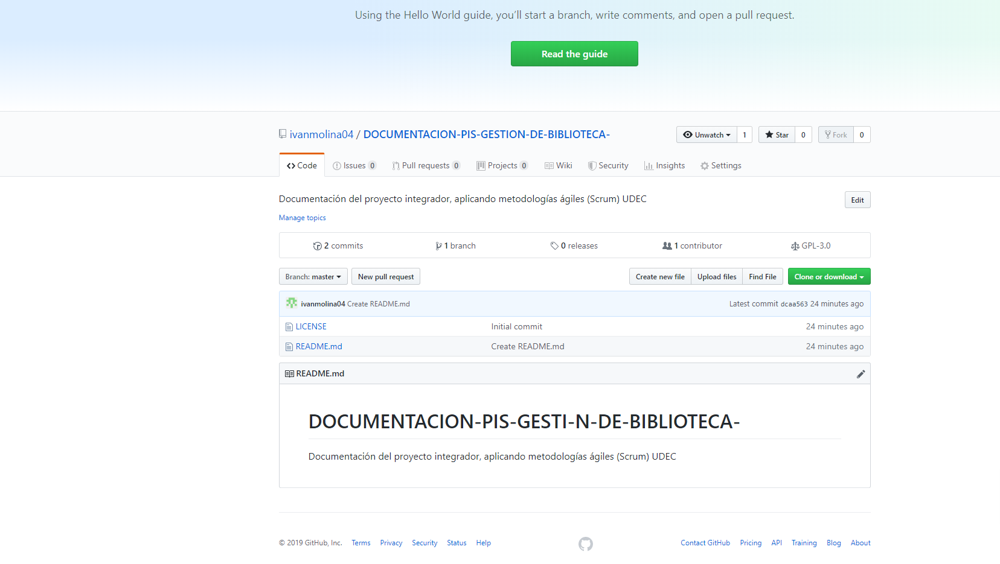 Using the Hello World guide, you’ll start a branch, write comments, and open a pull request.
Read the guide
ivanmolina04 / DOCUMENTACION-PIS-GESTION-DE-BIBLIOTECA-
Unwatch 1 Star 0 Fork 0
Code Issues 0 Pull requests 0 Projects 0 Wiki Security Insights Settings
Documentación del proyecto integrador, aplicando metodologías ágiles (Scrum) UDEC
Edit
Manage topics
2 commits 1 branch 0 releases 1 contributor GPL-3.0
Branch: master New pull request Create new file Upload files Find File Clone or download
ivanmolina04 Create README.md Latest commit dcaa563 24 minutes ago
LICENSE Initial commit 24 minutes ago
README.md Create README.md 24 minutes ago
README.md
DOCUMENTACION-PIS-GESTI-N-DE-BIBLIOTECA-
Documentación del proyecto integrador, aplicando metodologías ágiles (Scrum) UDEC
© 2019 GitHub, Inc. Terms Privacy Security Status Help Contact GitHub Pricing API Training Blog About